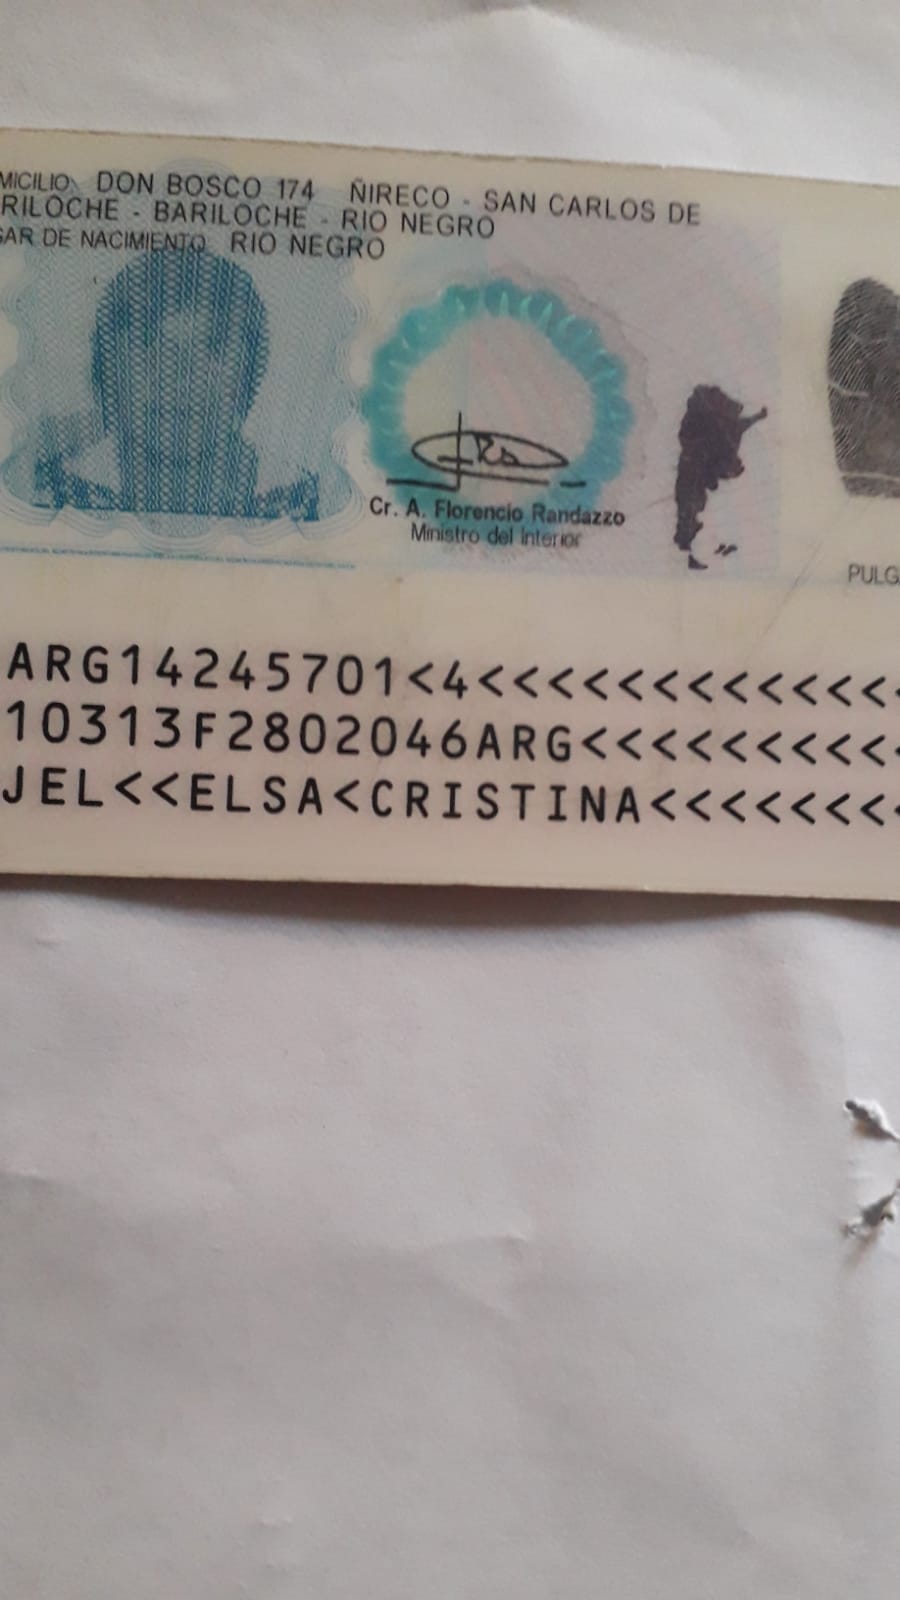 MICILIO: DON BOSCO 174 ÑIRECO - SAN CARLOS DE
RILOCHE - BARILOCHE - RIO NEGRO
GAR DE NACIMIENTO RIO NEGRO
Cr. A. Florencio Randazzo
Ministro del Interior
PULG
ARG14245701<4<<<<<<<<<<<<<
10313F2802046ARG<<<<<<<<<<
JEL<<ELSA<CRISTINA<<<<<<<<